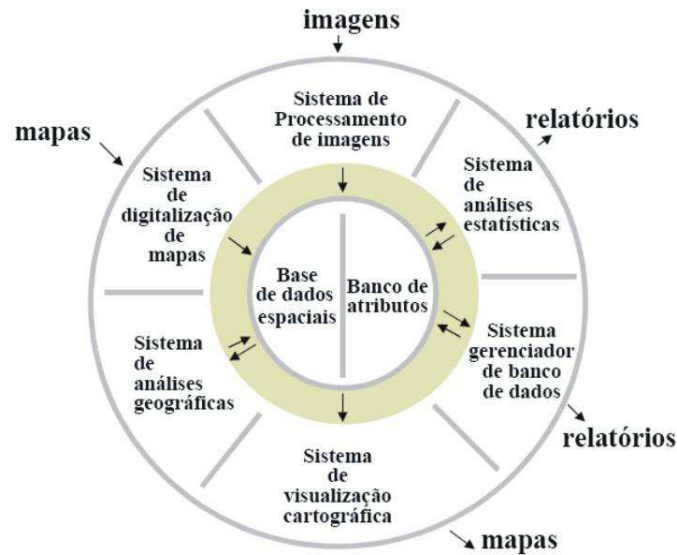 imagens
Sistema de
Processamento
de imagens
mapas
relatórios
Sistema
de
digitalização
de
mapas
Sistema
de
análises
estatísticas
Base
de dados
espaciais
Banco de
atributos
Sistema
de
análises
geográficas
Sistema
gerenciador
de banco
de dados
relatórios
Sistema
de
visualização
cartográfica
mapas